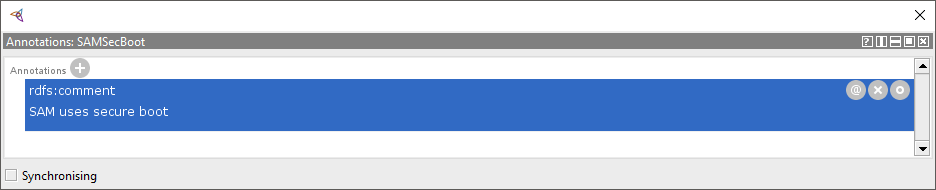 Annotations: SAMSecBoot
Annotations
rdfs:comment
SAM uses secure boot
Synchronising